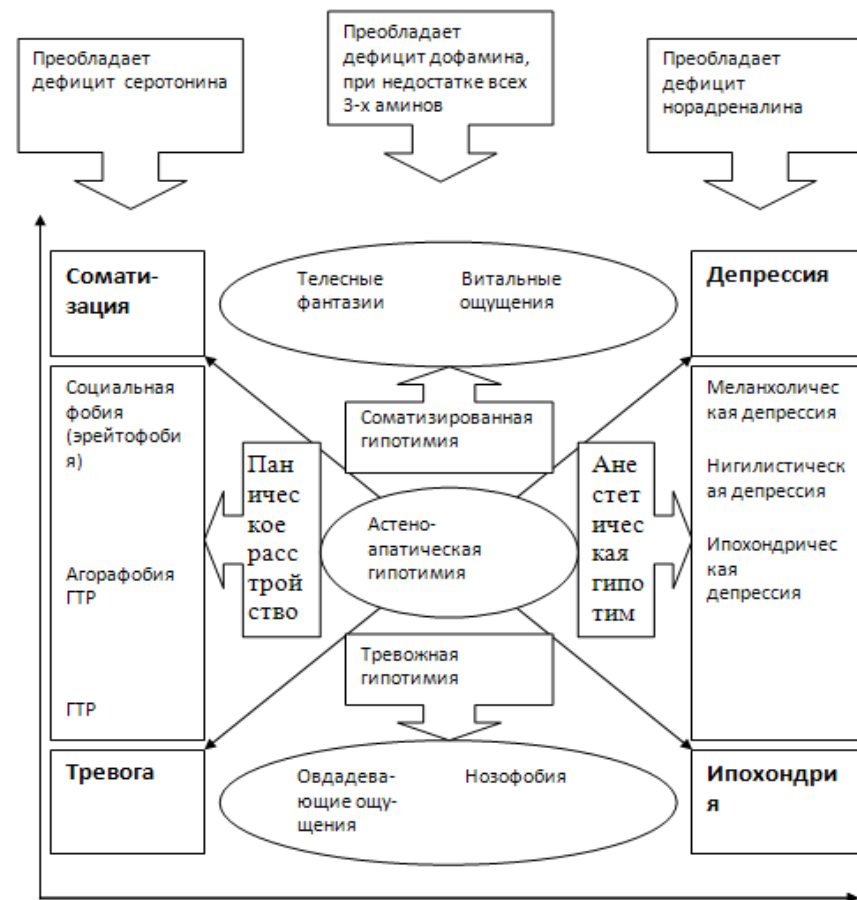 Преобладает
дефицит серотонина
Преобладает
дефицит дофамина,
при недостатке всех
3-х аминов
Преобладает
дефицит
норадреналина
Сомати-
зация
Телесные
фантазии
Витальные
ощущения
Депрессия
Социальная
фобия
(эрейтофоби
я)
Агорафобия
ГТР
ГТР
Пан
ическ
кое
расс
трой
ство
Соматизированная
гипотимия
Астено-
апатическая
гипотимия
Тревожная
гипотимия
Ане
стет
ичес
кая
гипо
тим
Меланхоличес
кая депрессия
Нигилистическ
ая депрессия
Ипохондричес
кая
депрессия
Тревога
Овдадева-
ющие ощу-
щения
Нозофобия
Ипохондри
я